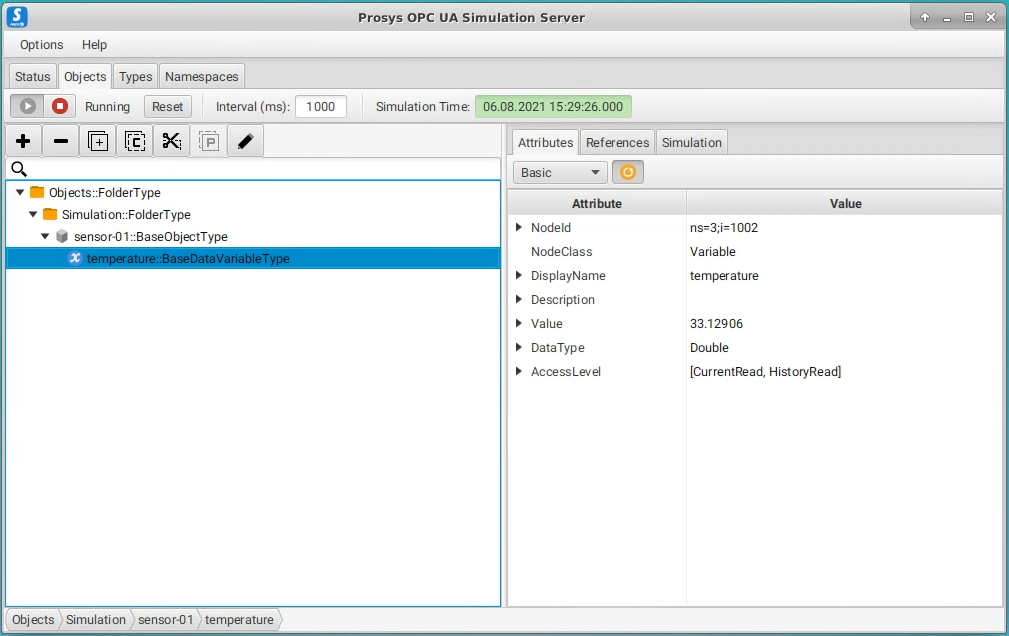 Prosys OPC UA Simulation Server
Options Help
Status Objects Types Namespaces
Running Reset Interval (ms): 1000 Simulation Time: 06.08.2021 15:29:26.000
Objects::FolderType
Simulation::FolderType
sensor-01::BaseObjectType
temperature::BaseDataVariableType
Attributes References Simulation
Basic
Attribute Value
NodeId ns=3;i=1002
NodeClass Variable
DisplayName temperature
Description
Value 33.12906
DataType Double
AccessLevel [CurrentRead, HistoryRead]
Objects Simulation sensor-01 temperature